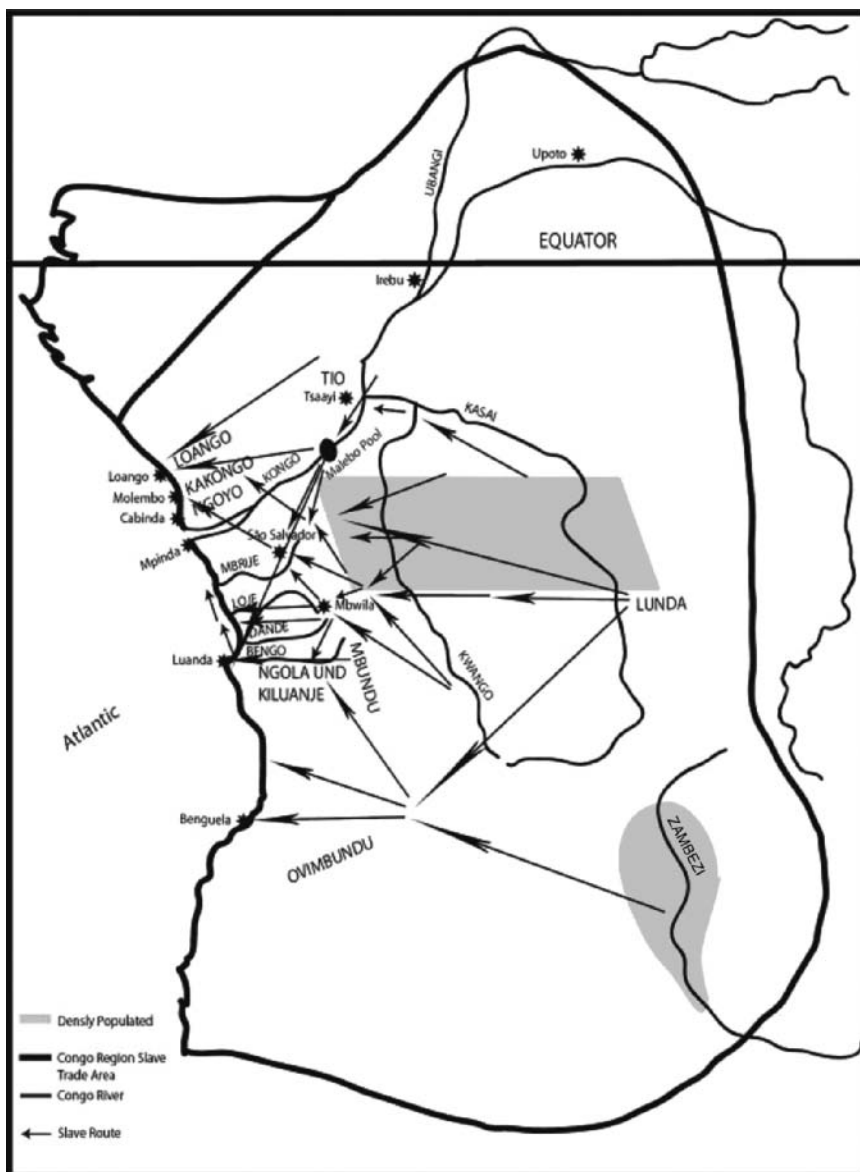 Upoto
UBANGI
EQUATOR
Irebu
TIO
Tsaayi
KASAI
LOANGO
Malebo Pool
KONGO
Loango
KAKONGO
Molembo
NGOYO
Cabinda
São Salvador
Mpinda
MBRIJE
LOJE
Mbwila
LUNDA
DANDE
BENGO
MBUNDU
Luanda
NGOLA UND
KILUANJE
KWANGO
Atlantic
Benguela
ZAMBEZI
OVIMBUNDU
Densly Populated
Congo Region Slave
Trade Area
Congo River
Slave Route